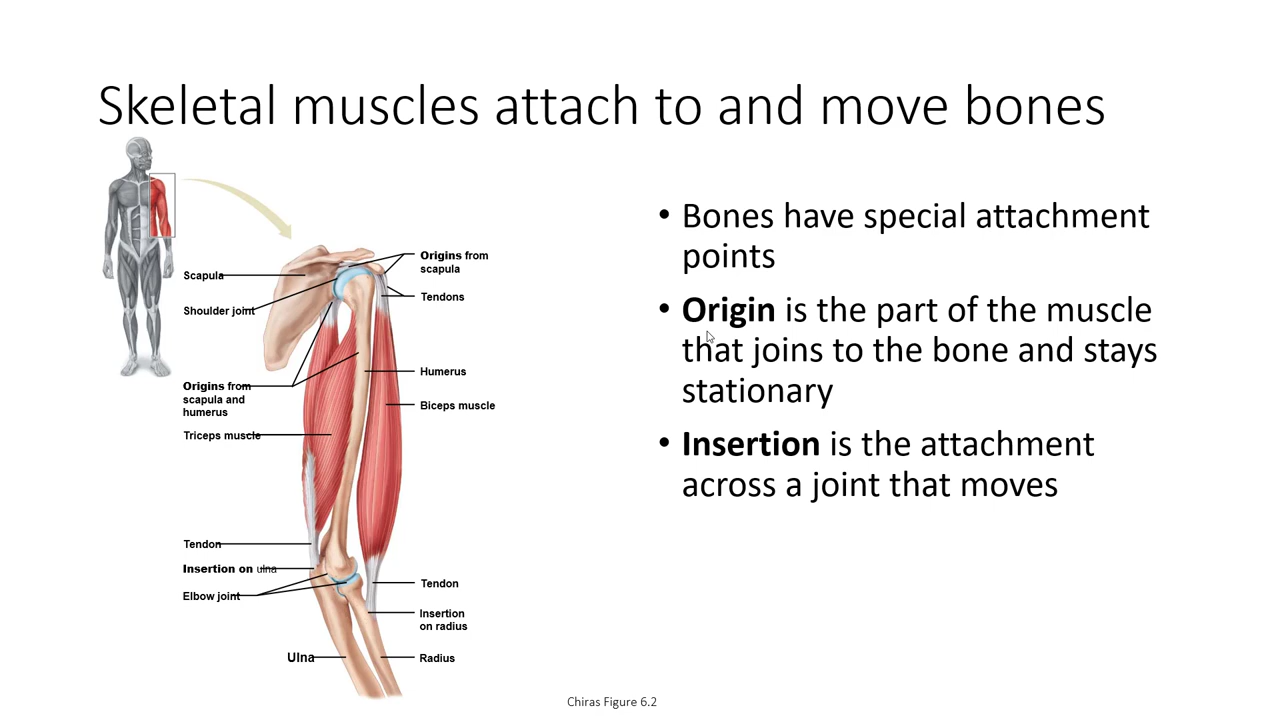 Skeletal muscles attach to and move bones
Scapula
Shoulder joint
Origins from
scapula and
humerus
Triceps muscle
Tendon
Insertion on ulna
Elbow joint
Ulna
Origins from
scapula
Tendons
Humerus
Biceps muscle
Tendon
Insertion
on radius
Radius
• Bones have special attachment
points
• Origin is the part of the muscle
that joins to the bone and stays
stationary
• Insertion is the attachment
across a joint that moves
Chiras Figure 6.2